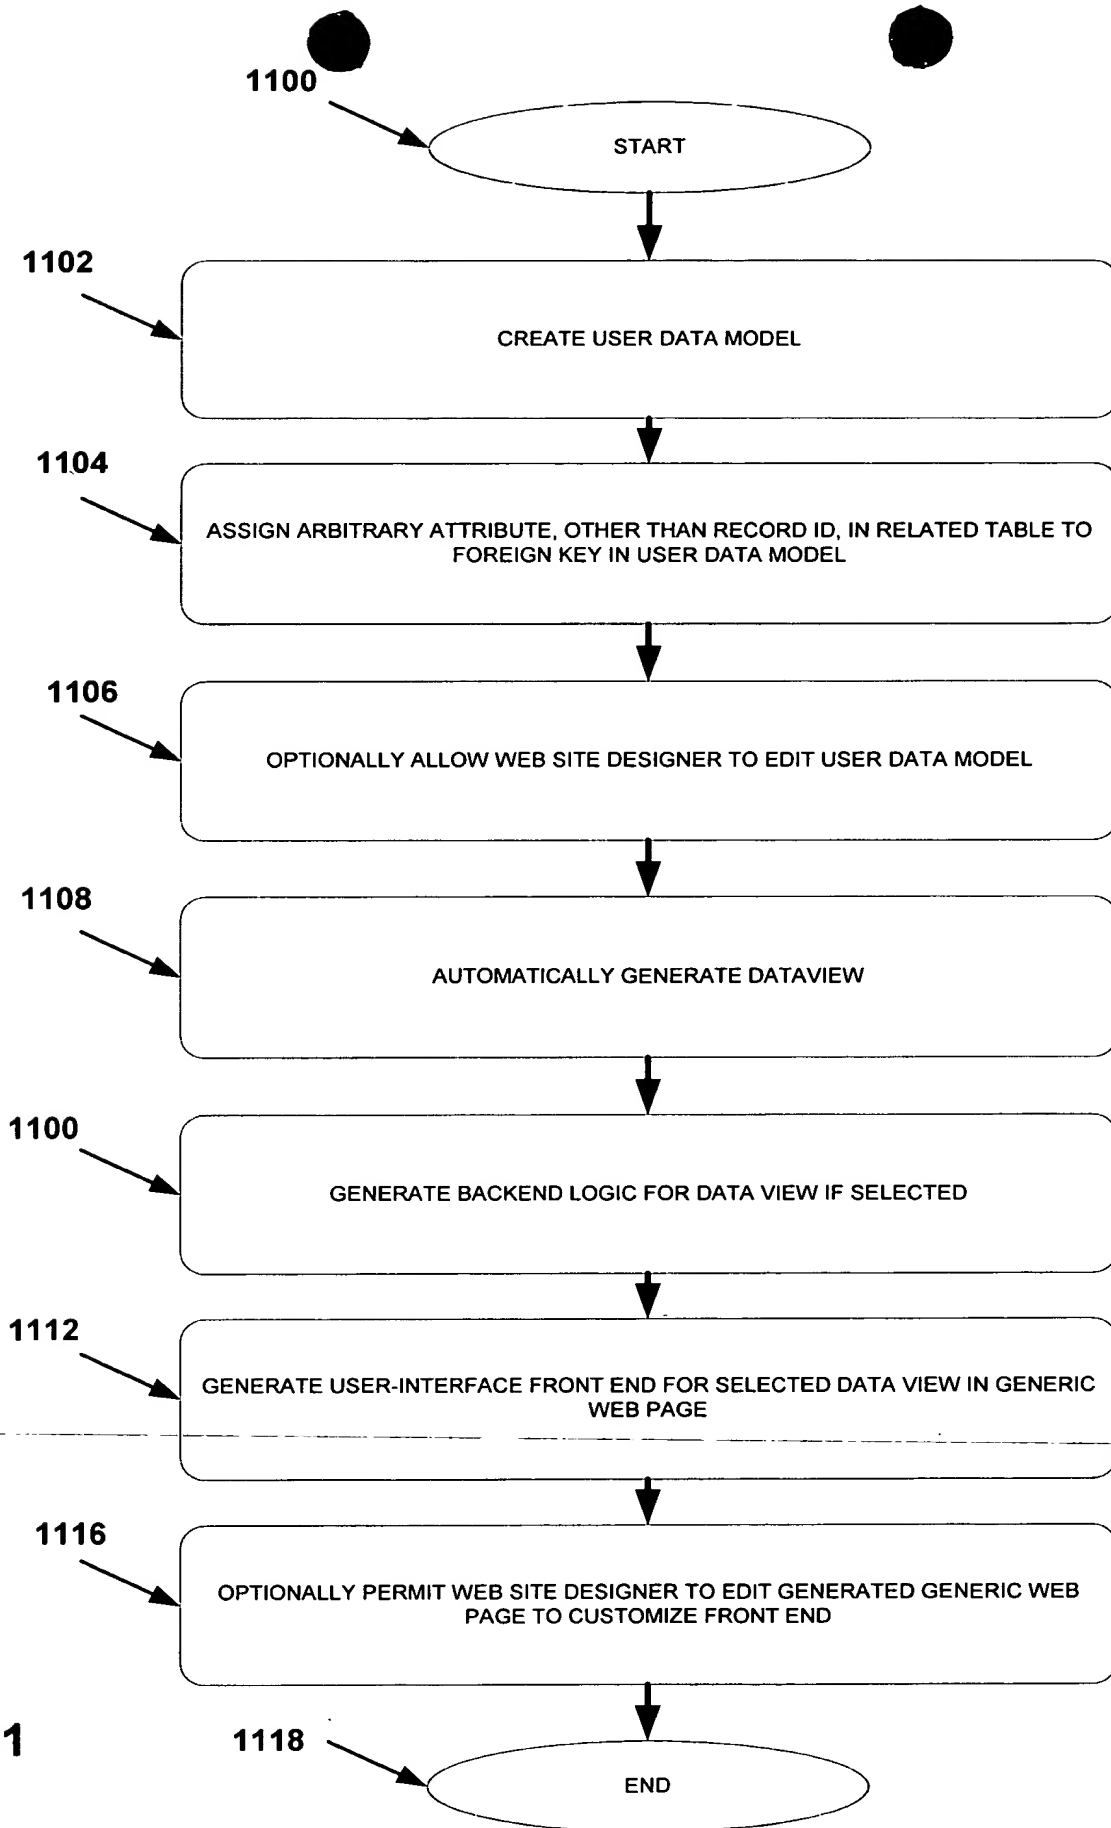 1100
START
1102
CREATE USER DATA MODEL
1104
ASSIGN ARBITRARY ATTRIBUTE, OTHER THAN RECORD ID, IN RELATED TABLE TO
FOREIGN KEY IN USER DATA MODEL
1106
OPTIONALLY ALLOW WEB SITE DESIGNER TO EDIT USER DATA MODEL
1108
AUTOMATICALLY GENERATE DATAVIEW
1100
GENERATE BACKEND LOGIC FOR DATA VIEW IF SELECTED
1112
GENERATE USER-INTERFACE FRONT END FOR SELECTED DATA VIEW IN GENERIC
WEB PAGE
1116
OPTIONALLY PERMIT WEB SITE DESIGNER TO EDIT GENERATED GENERIC WEB
PAGE TO CUSTOMIZE FRONT END
1
1118
END